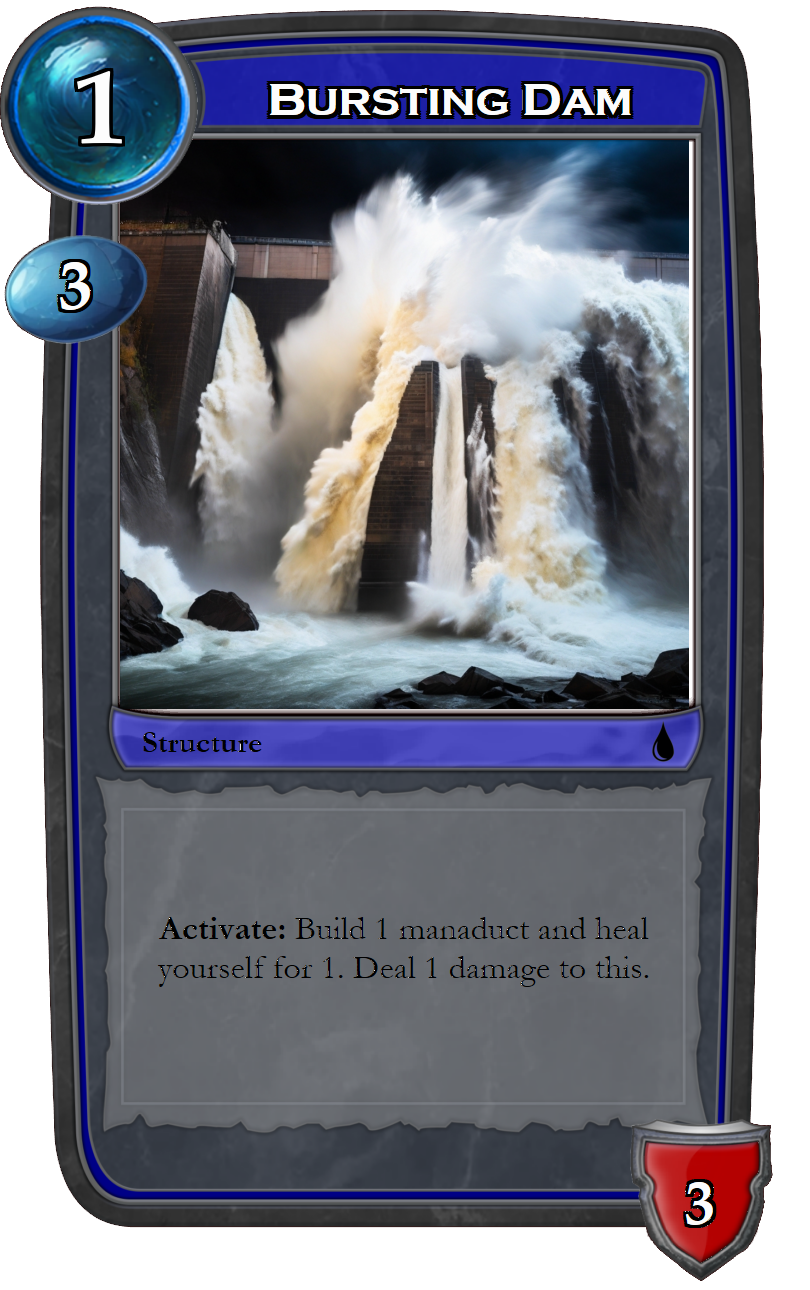 1
Bursting Dam
3
Structure
Activate: Build 1 manaduct and heal
yourself for 1. Deal 1 damage to this.
3